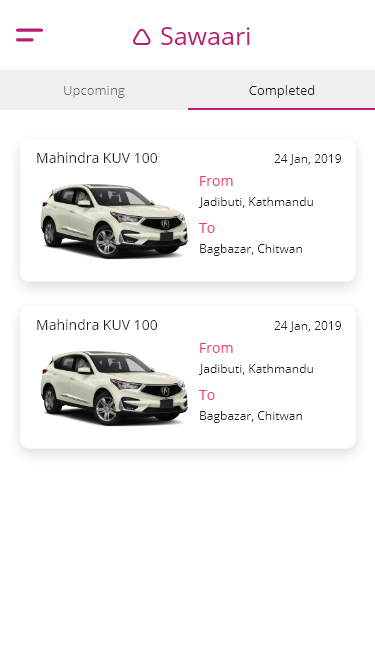 Sawaari
Upcoming
Completed
Mahindra KUV 100
24 Jan, 2019
From
Jadibuti, Kathmandu
To
Bagbazar, Chitwan
Mahindra KUV 100
24 Jan, 2019
From
Jadibuti, Kathmandu
To
Bagbazar, Chitwan